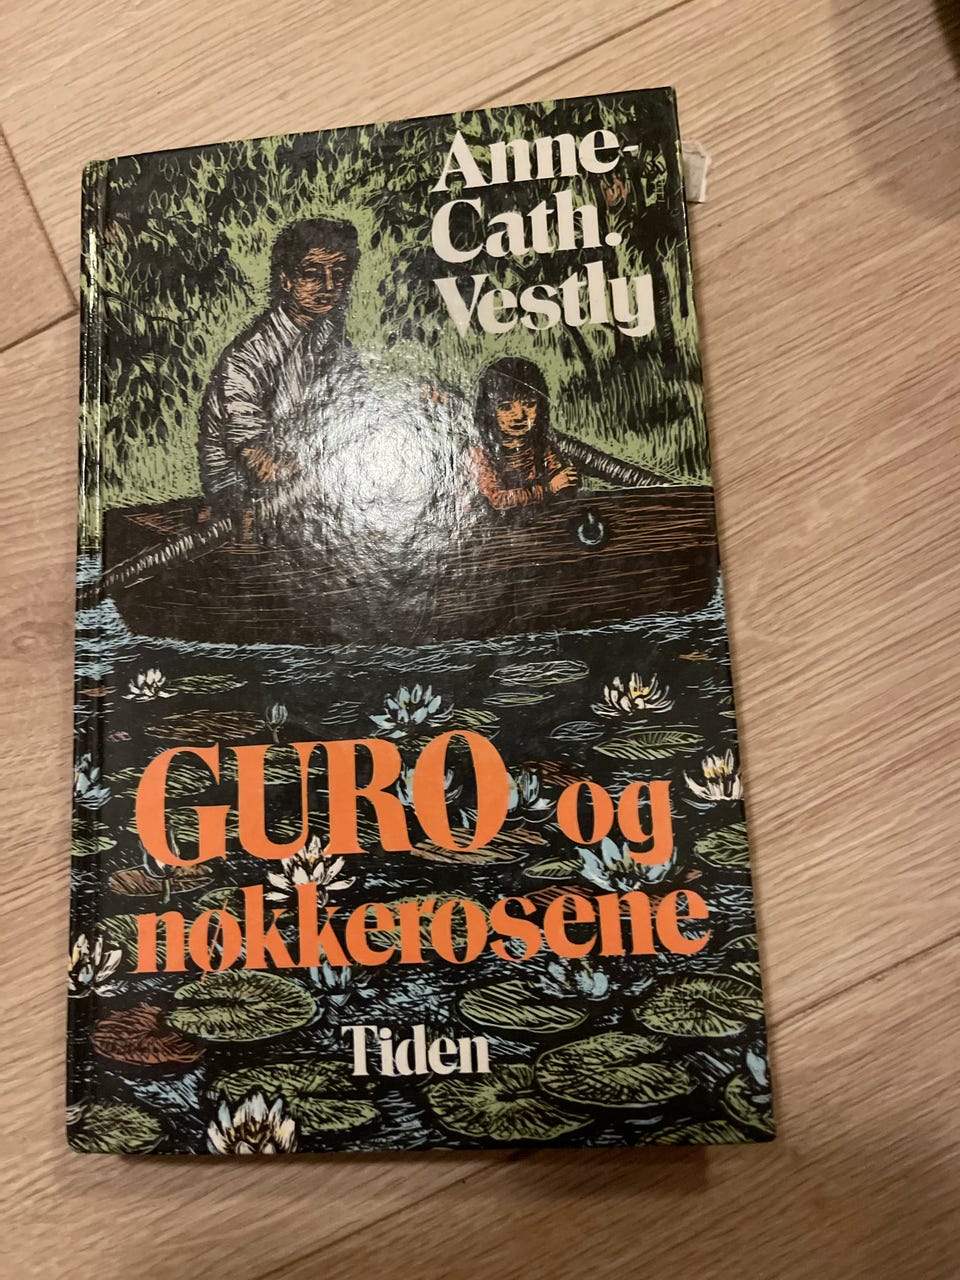 Anne-
Cath.
Vestly
GURO og
nøkkerosene
Tiden